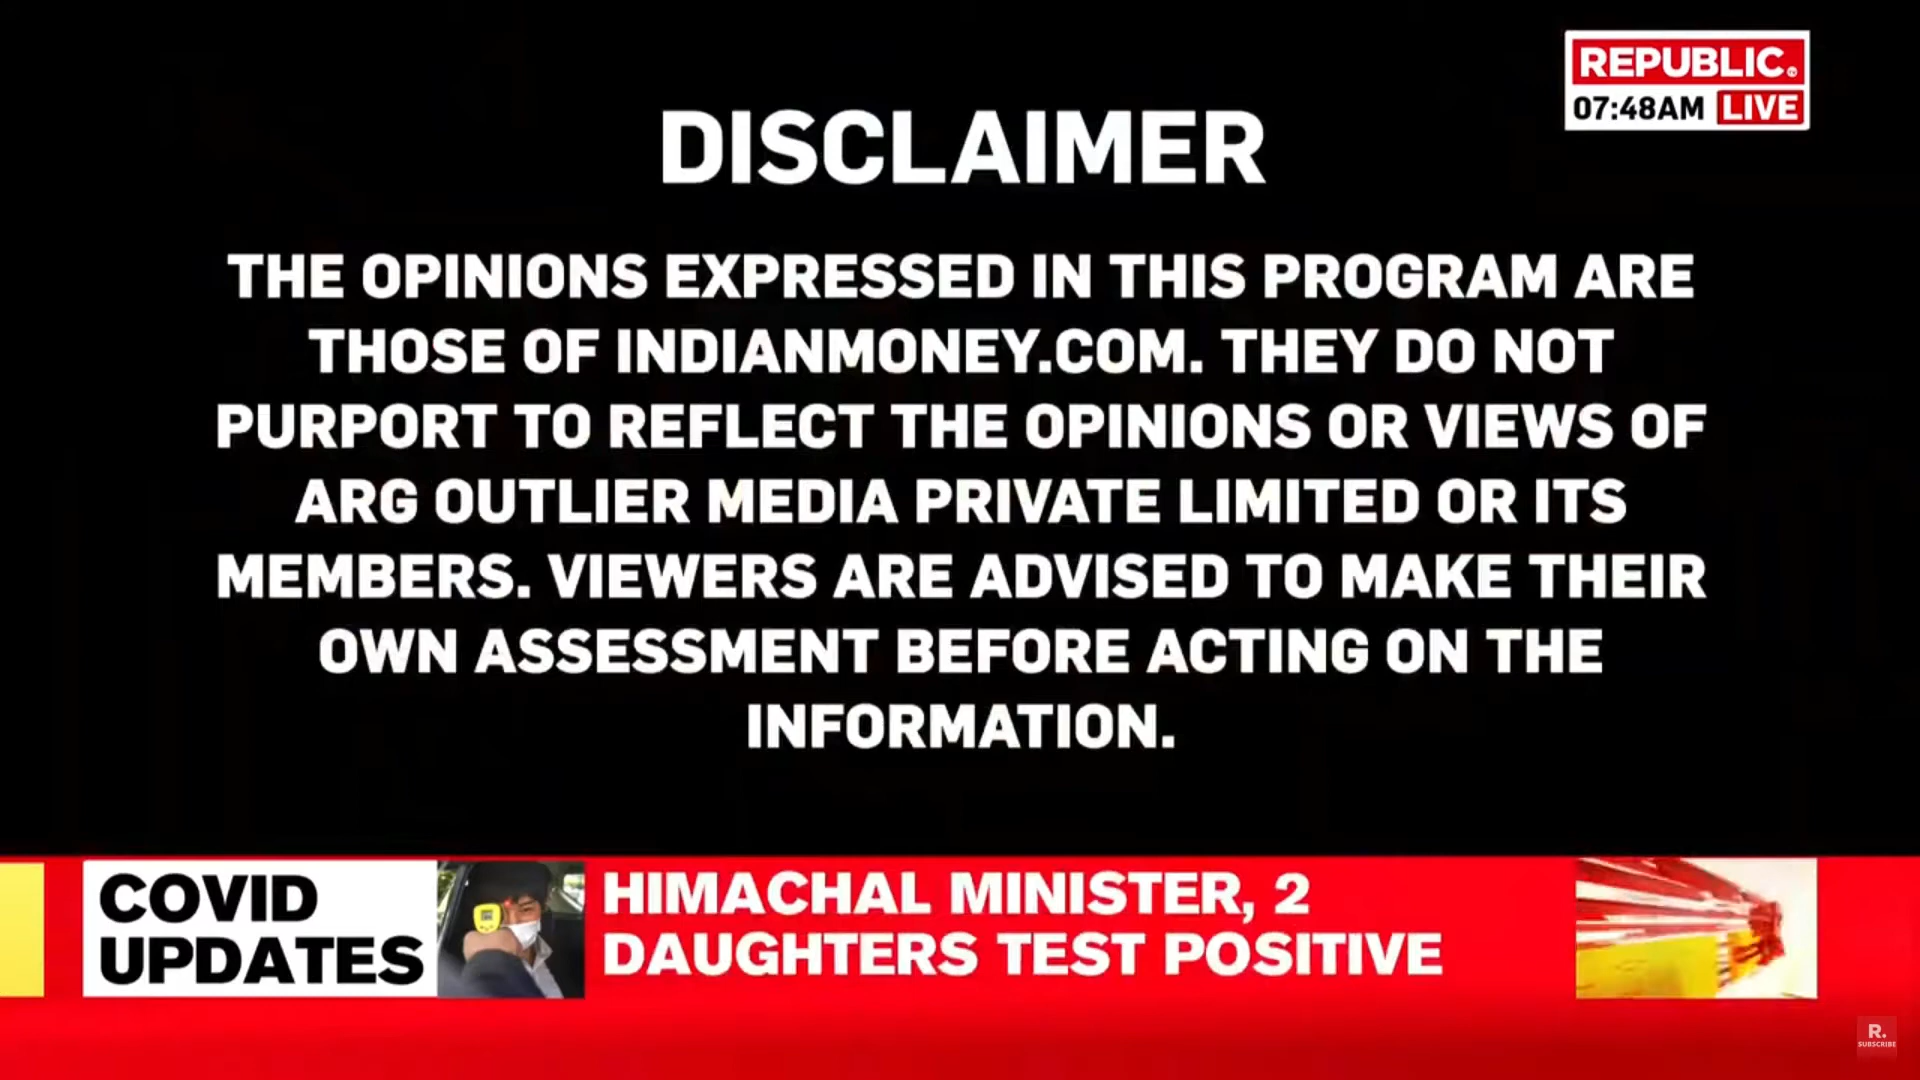 REPUBLIC.
07:48AM LIVE
DISCLAIMER
THE OPINIONS EXPRESSED IN THIS PROGRAM ARE
THOSE OF INDIANMONEY.COM. THEY DO NOT
PURPORT TO REFLECT THE OPINIONS OR VIEWS OF
ARG OUTLIER MEDIA PRIVATE LIMITED OR ITS
MEMBERS. VIEWERS ARE ADVISED TO MAKE THEIR
OWN ASSESSMENT BEFORE ACTING ON THE
INFORMATION.
COVID
UPDATES
HIMACHAL MINISTER, 2
DAUGHTERS TEST POSITIVE
R.
SUBSCRIBE